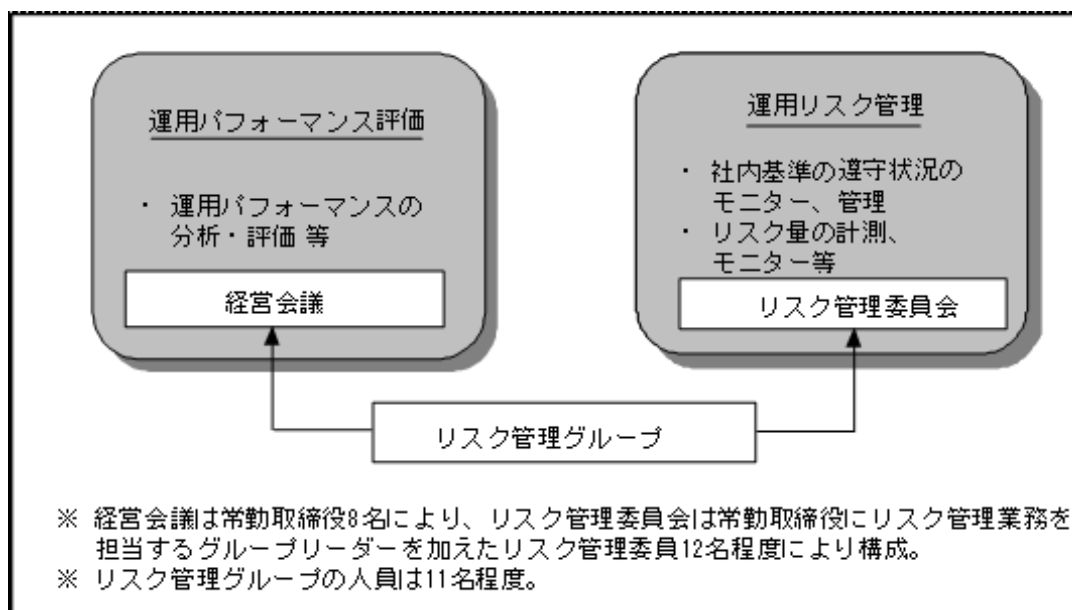 運用パフォーマンス評価
・ 運用パフォーマンスの
分析・評価 等
経営会議
運用リスク管理
・ 社内基準の遵守状況の
モニター、管理
・ リスク量の計測、
モニター等
リスク管理委員会
リスク管理グループ
※ 経営会議は常勤取締役8名により、リスク管理委員会は常勤取締役にリスク管理業務を
担当するグループリーダーを加えたリスク管理委員12名程度により構成。
※ リスク管理グループの人員は11名程度。